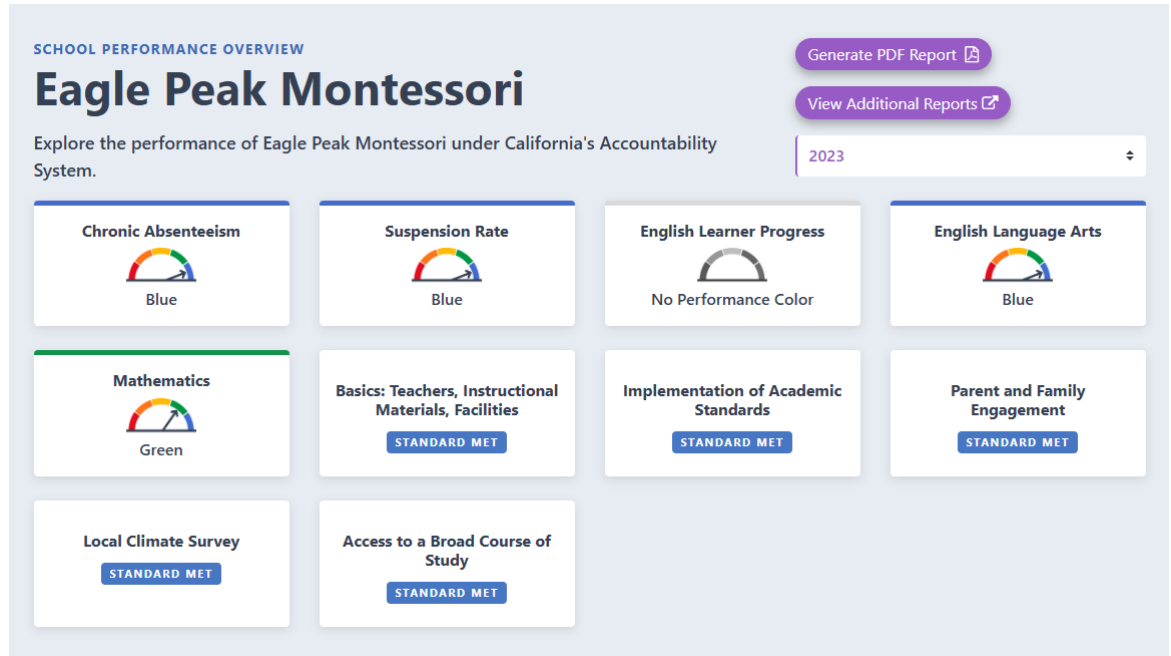 SCHOOL PERFORMANCE OVERVIEW
Eagle Peak Montessori
Explore the performance of Eagle Peak Montessori under California's Accountability
System.
Generate PDF Report
View Additional Reports
2023
Chronic Absenteeism
Blue
Suspension Rate
Blue
English Learner Progress
No Performance Color
English Language Arts
Blue
Mathematics
Green
Basics: Teachers, Instructional
Materials, Facilities
STANDARD MET
Implementation of Academic
Standards
STANDARD MET
Parent and Family
Engagement
STANDARD MET
Local Climate Survey
STANDARD MET
Access to a Broad Course of
Study
STANDARD MET